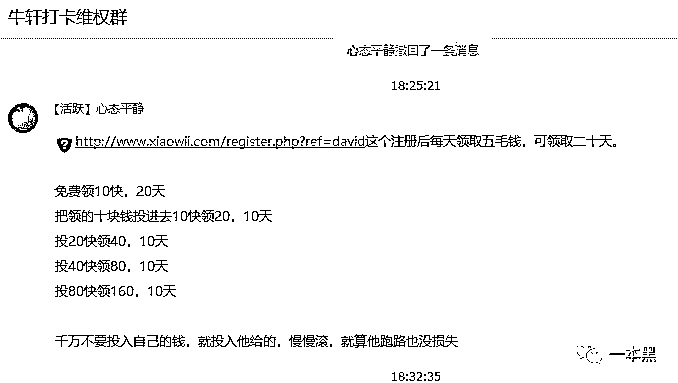 牛轩打卡维权群
心态平静撤回了一条消息
18:25:21
【活跃】心态平静
http://www.xiaowii.com/register.php?ref=david这个注册后每天领取五毛钱，可领取二十天。
免费领10快，20天
把领的十块钱投进去10快领20，10天
投20快领40，10天
投40快领80，10天
投80快领160，10天
千万不要投入自己的钱，就投入他给的，慢慢滚，就算他跑路也没损失
一本黑
18:32:35